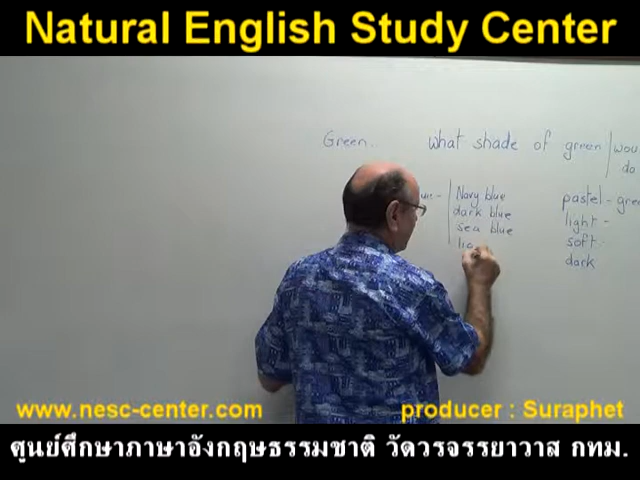 Natural English Study Center
Green.. what shade of green wou
do
Navy blue pastel - gree
dark blue light -
sea blue soft -
dark
www.nesc-center.com producer : Suraphet
ศูนย์ศึกษาภาษาอังกฤษธรรมชาติ วัดวรจรรยาวาส กทม.